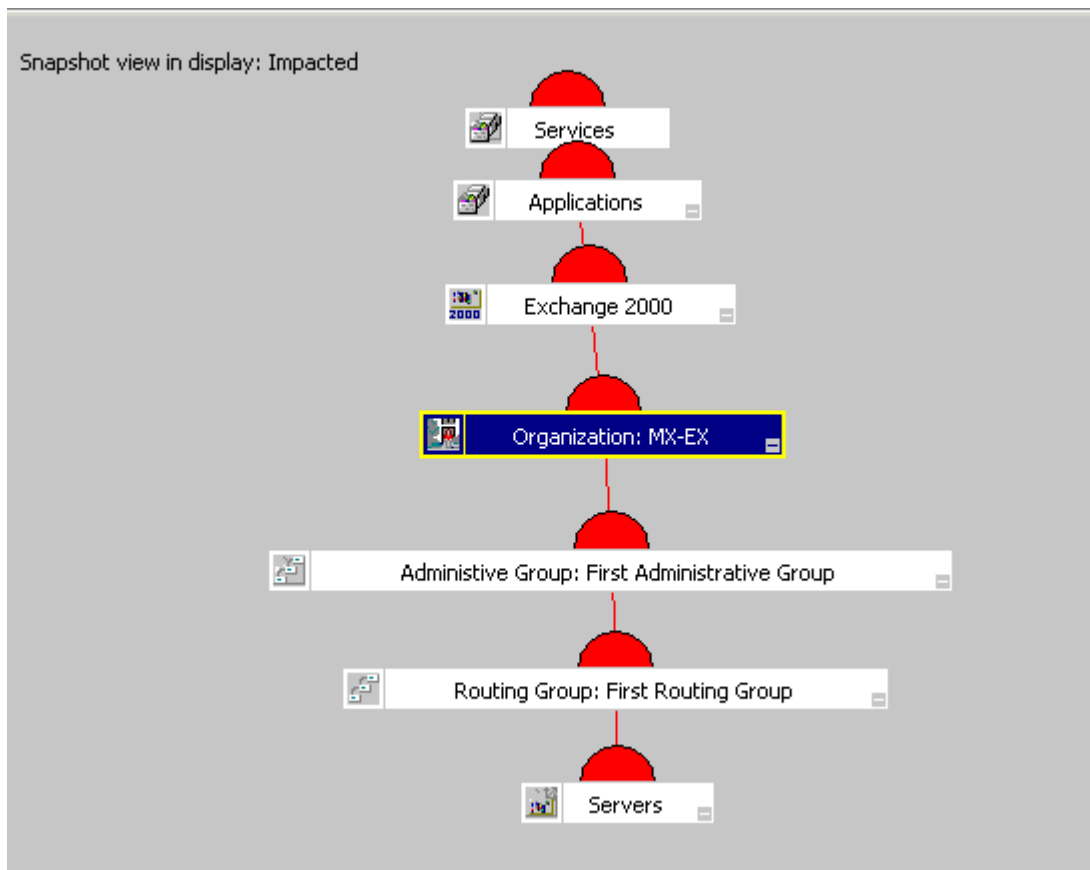 Snapshot view in display: Impacted
Services
Applications
2000
Exchange 2000
Organization: MX-EX
Administive Group: First Administrative Group
Routing Group: First Routing Group
Servers